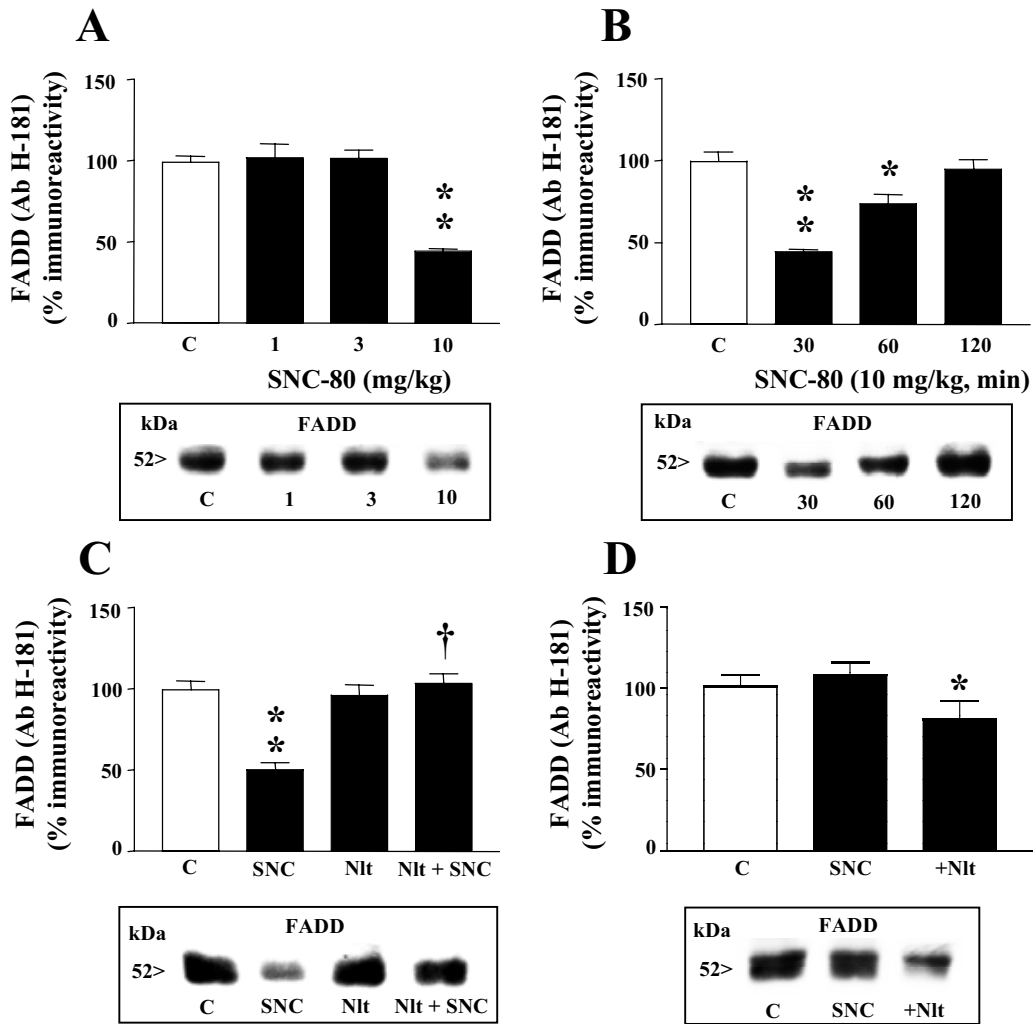 A
FADD (Ab H-181)
(% immunoreactivity)
150
100
50
0
**
C 1 3 10
SNC-80 (mg/kg)
kDa FADD
52>
C 1 3 10
B
FADD (Ab H-181)
(% immunoreactivity)
150
100
50
0
** *
C 30 60 120
SNC-80 (10 mg/kg, min)
kDa FADD
52>
C 30 60 120
C
FADD (Ab H-181)
(% immunoreactivity)
150
100
50
0
** †
C SNC Nlt Nlt + SNC
kDa FADD
52>
C SNC Nlt Nlt + SNC
D
FADD (Ab H-181)
(% immunoreactivity)
150
100
50
0
*
C SNC +Nlt
kDa FADD
52>
C SNC +Nlt